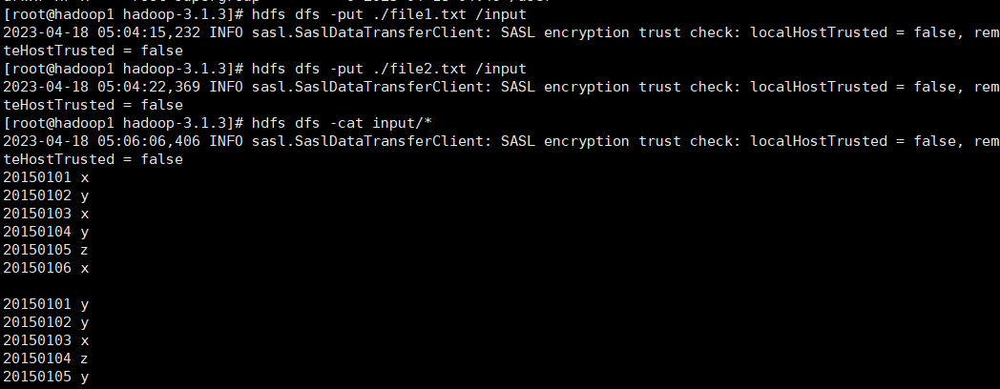 [root@hadoop1 hadoop-3.1.3]# hdfs dfs -put ./file1.txt /input
2023-04-18 05:04:15,232 INFO sasl.SaslDataTransferClient: SASL encryption trust check: localHostTrusted = false, rem
teHostTrusted = false
[root@hadoop1 hadoop-3.1.3]# hdfs dfs -put ./file2.txt /input
2023-04-18 05:04:22,369 INFO sasl.SaslDataTransferClient: SASL encryption trust check: localHostTrusted = false, rem
teHostTrusted = false
[root@hadoop1 hadoop-3.1.3]# hdfs dfs -cat input/*
2023-04-18 05:06:06,406 INFO sasl.SaslDataTransferClient: SASL encryption trust check: localHostTrusted = false, rem
teHostTrusted = false
20150101 x
20150102 y
20150103 x
20150104 y
20150105 z
20150106 x
20150101 y
20150102 y
20150103 x
20150104 z
20150105 y